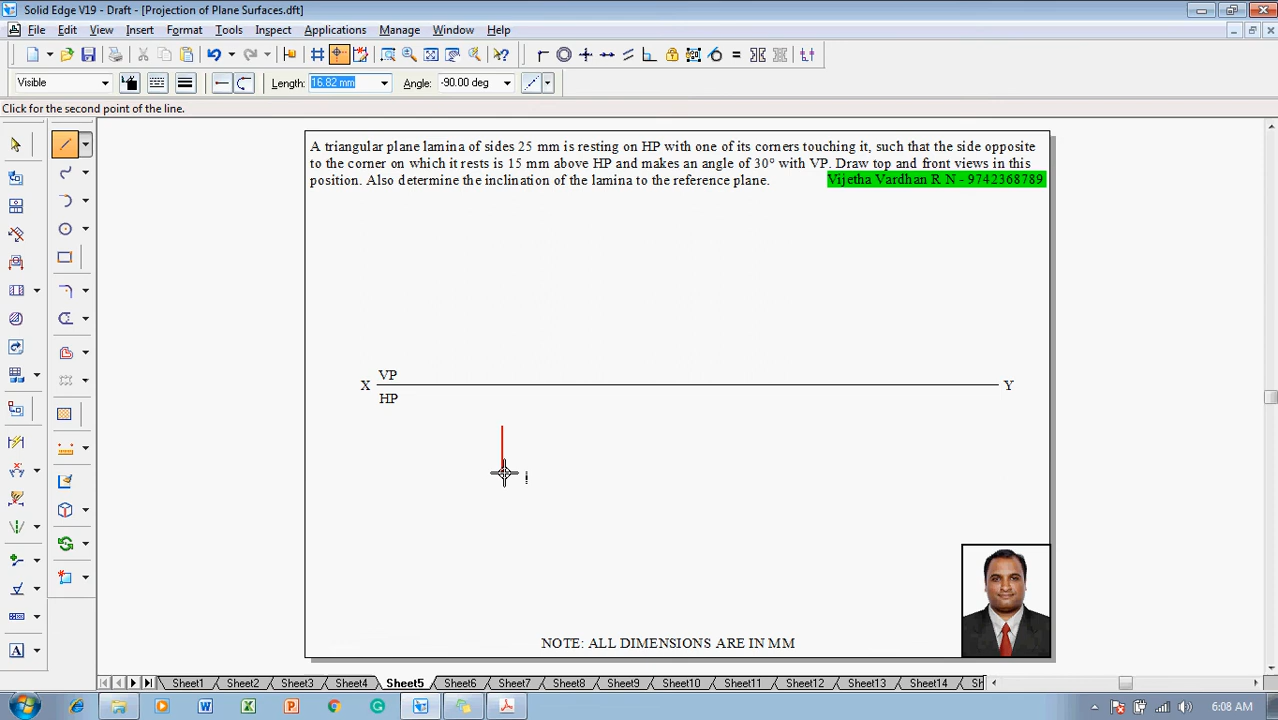 Solid Edge V19 - Draft - [Projection of Plane Surfaces.dft]
File Edit View Insert Format Tools Inspect Applications Manage Window Help
Visible Length: 16.82 mm Angle: -90.00 deg
Click for the second point of the line.
A triangular plane lamina of sides 25 mm is resting on HP with one of its corners touching it, such that the side opposite
to the corner on which it rests is 15 mm above HP and makes an angle of 30° with VP. Draw top and front views in this
position. Also determine the inclination of the lamina to the reference plane. Vijetha Vardhan R N - 9742368789
VP
X Y
HP
NOTE: ALL DIMENSIONS ARE IN MM
Sheet1 Sheet2 Sheet3 Sheet4 Sheet5 Sheet6 Sheet7 Sheet8 Sheet9 Sheet10 Sheet11 Sheet12 Sheet13 Sheet14 Sl
6:08 AM